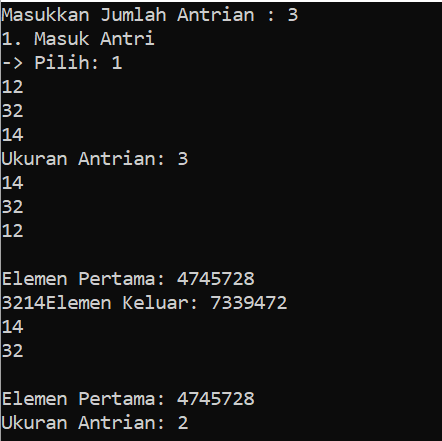 Masukkan Jumlah Antrian : 3
1. Masuk Antri
-> Pilih: 1
12
32
14
Ukuran Antrian: 3
14
32
12
Elemen Pertama: 4745728
3214Elemen Keluar: 7339472
14
32
Elemen Pertama: 4745728
Ukuran Antrian: 2